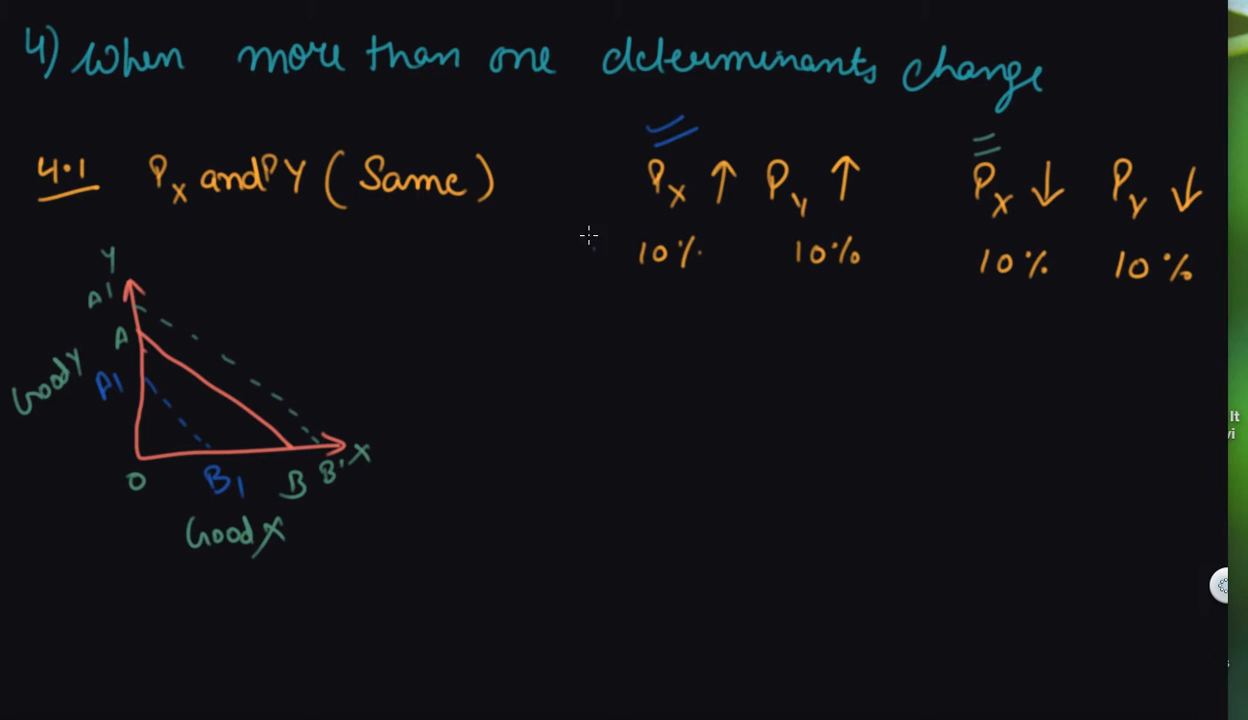 4) When more than one determinants change
4.1 Px and PY (Same) Px ↑ Py ↑ Px ↓ Py ↓
10% 10% 10% 10%
Y
A'
A
Good Y
A1
O B1 B B' X
Good X
It